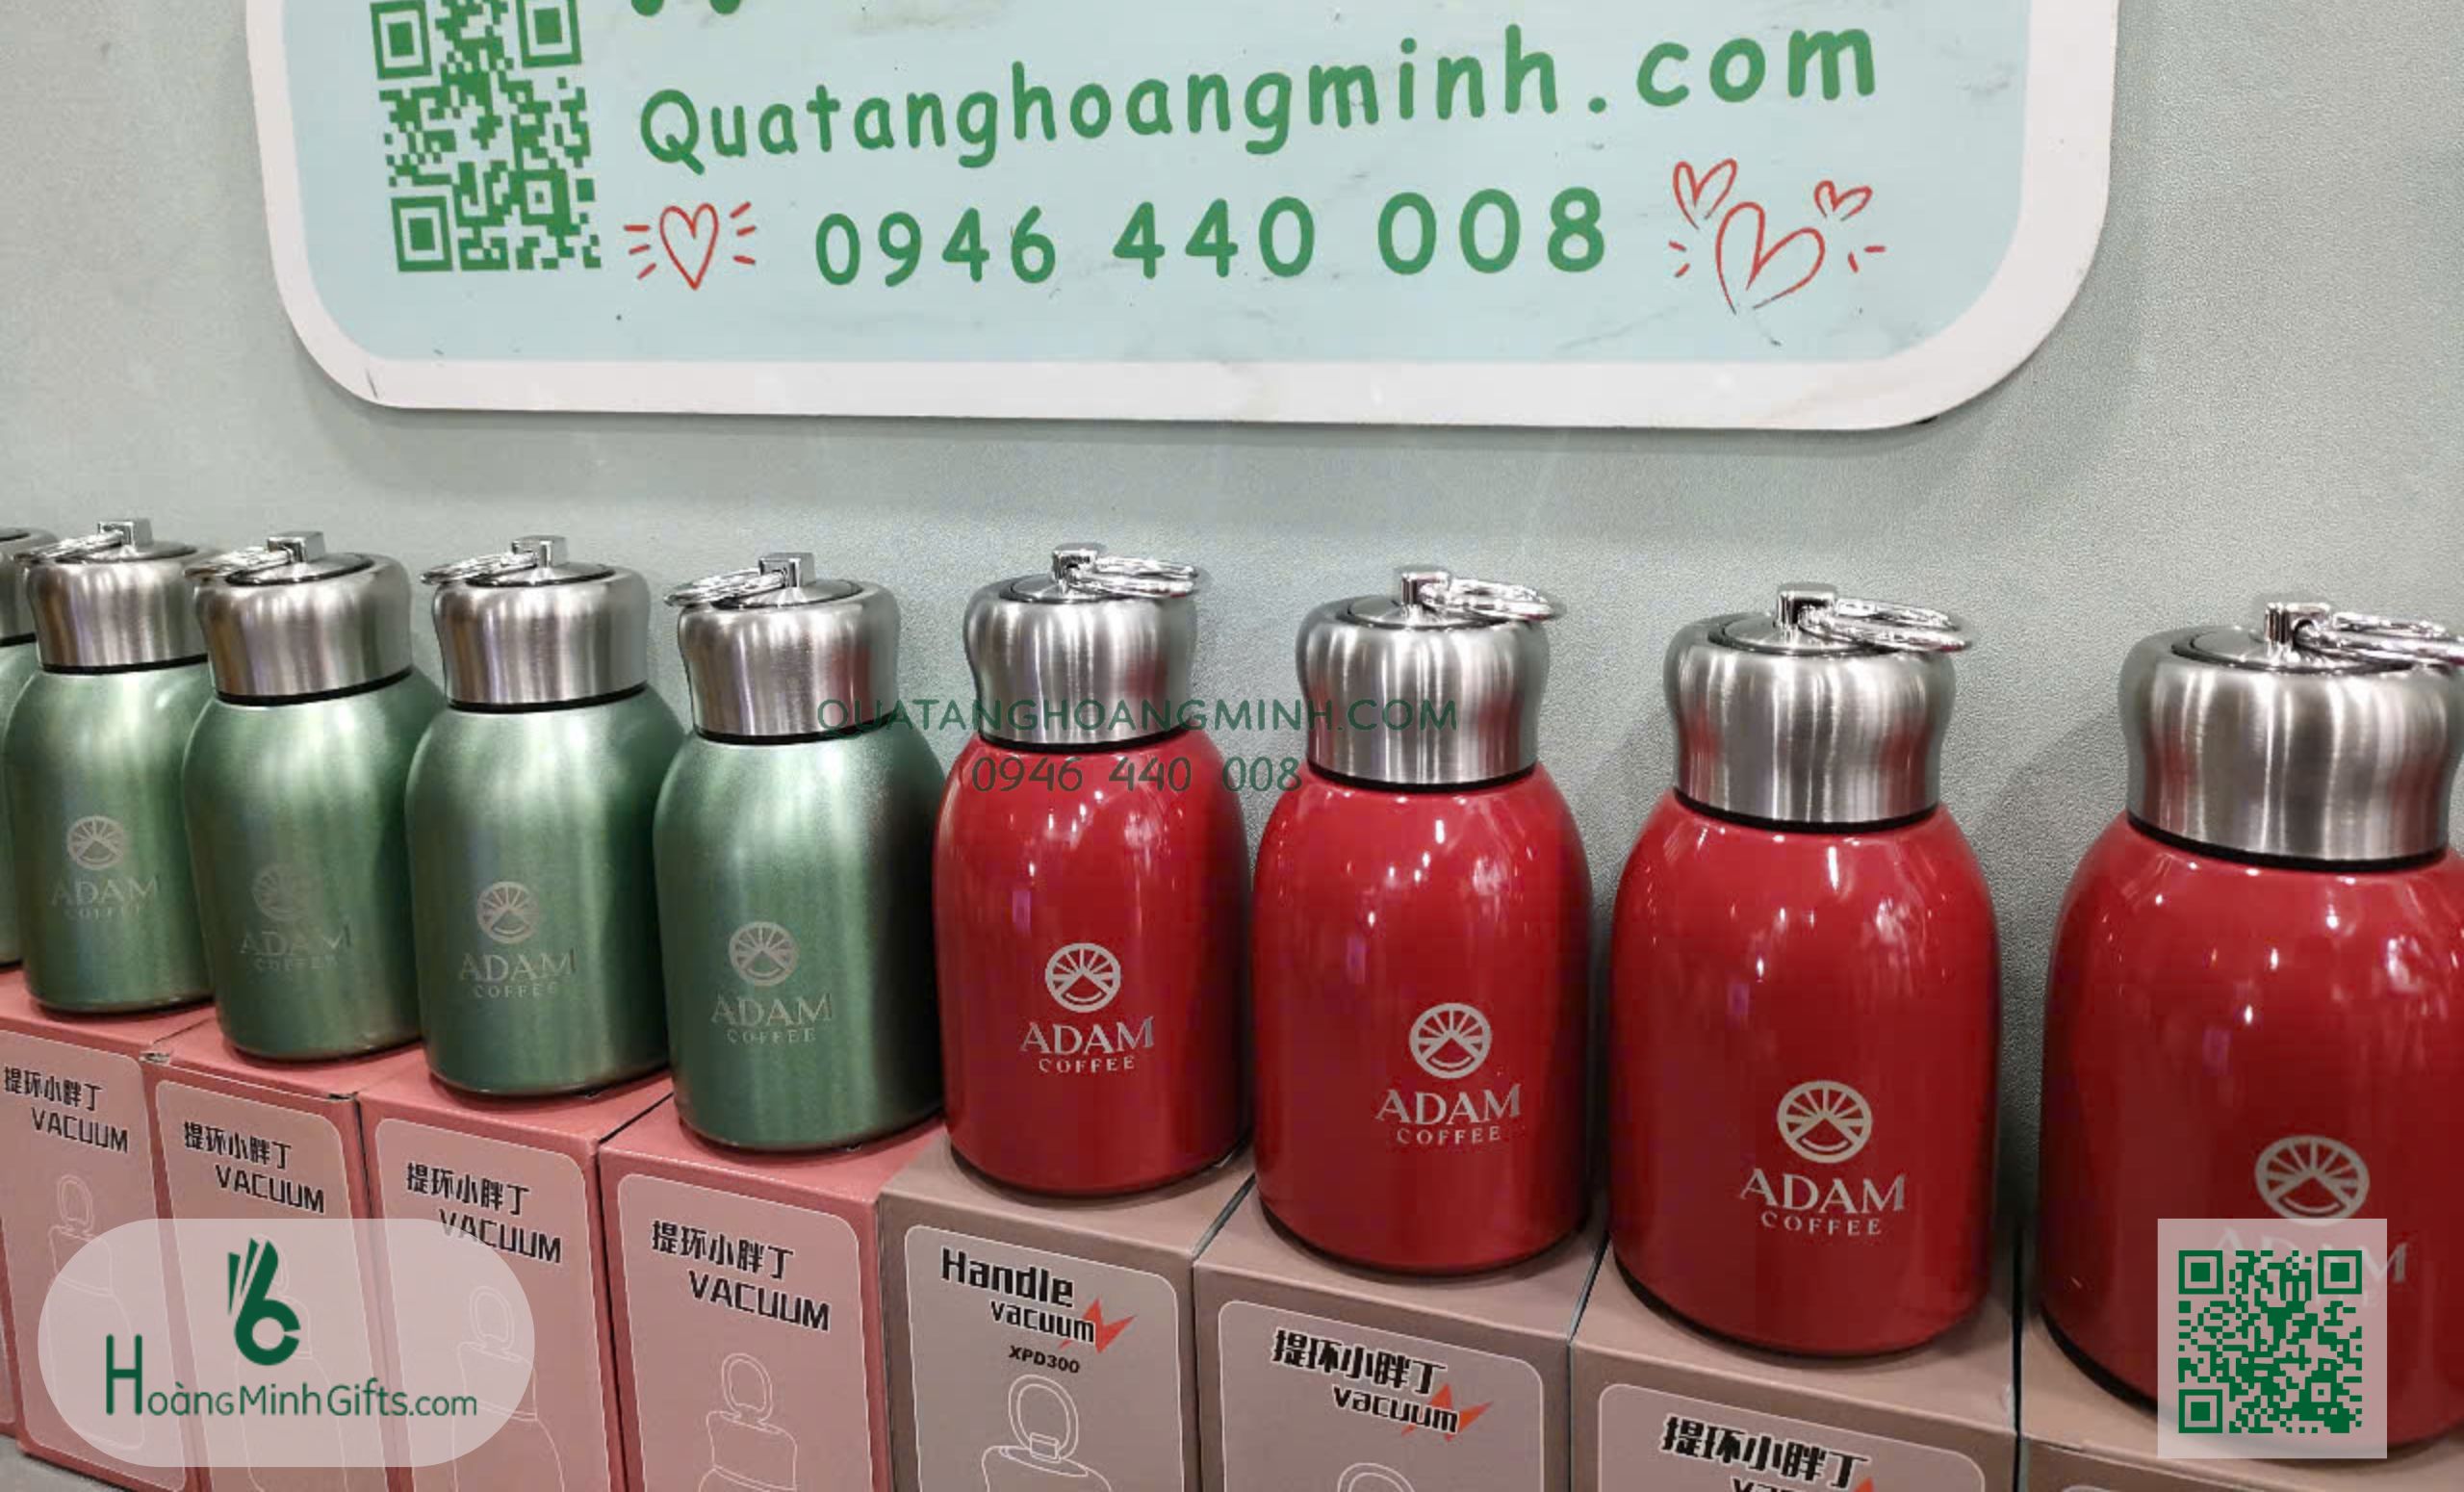 Quatanghoangminh.com
0946 440 008
QUATANGHOANGMINH.COM
0946 440 008
ADAM
COFFEE
ADAM
COFFEE
ADAM
COFFEE
ADAM
COFFEE
ADAM
COFFEE
ADAM
COFFEE
ADAM
COFFEE
提环小胖丁
VACUUM
提环小胖丁
VACUUM
提环小胖丁
VACUUM
提环小胖丁
VACUUM
Handle
vacuum
XPD300
提环小胖丁
vacuum
提环小胖丁
HoàngMinhGifts.com